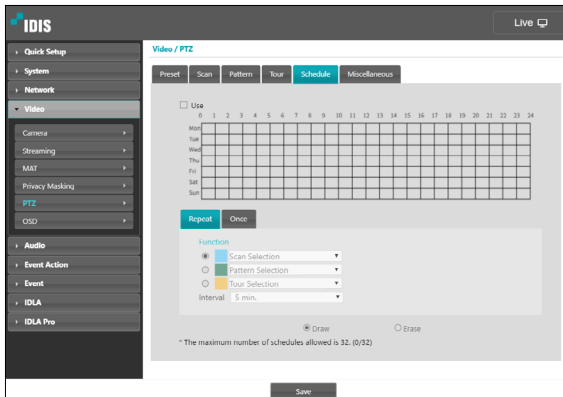 IDIS
Live
Quick Setup
System
Network
Video
Camera
Streaming
MAT
Privacy Masking
PTZ
OSD
Audio
Event Action
Event
IDLA
IDLA Pro
Video / PTZ
Preset Scan Pattern Tour Schedule Miscellaneous
Use
0 1 2 3 4 5 6 7 8 9 10 11 12 13 14 15 16 17 18 19 20 21 22 23 24
Mon
Tue
Wed
Thu
Fri
Sat
Sun
Repeat Once
Function
Scan Selection
Pattern Selection
Tour Selection
Interval 5 min.
Draw Erase
* The maximum number of schedules allowed is 32. (0/32)
Save